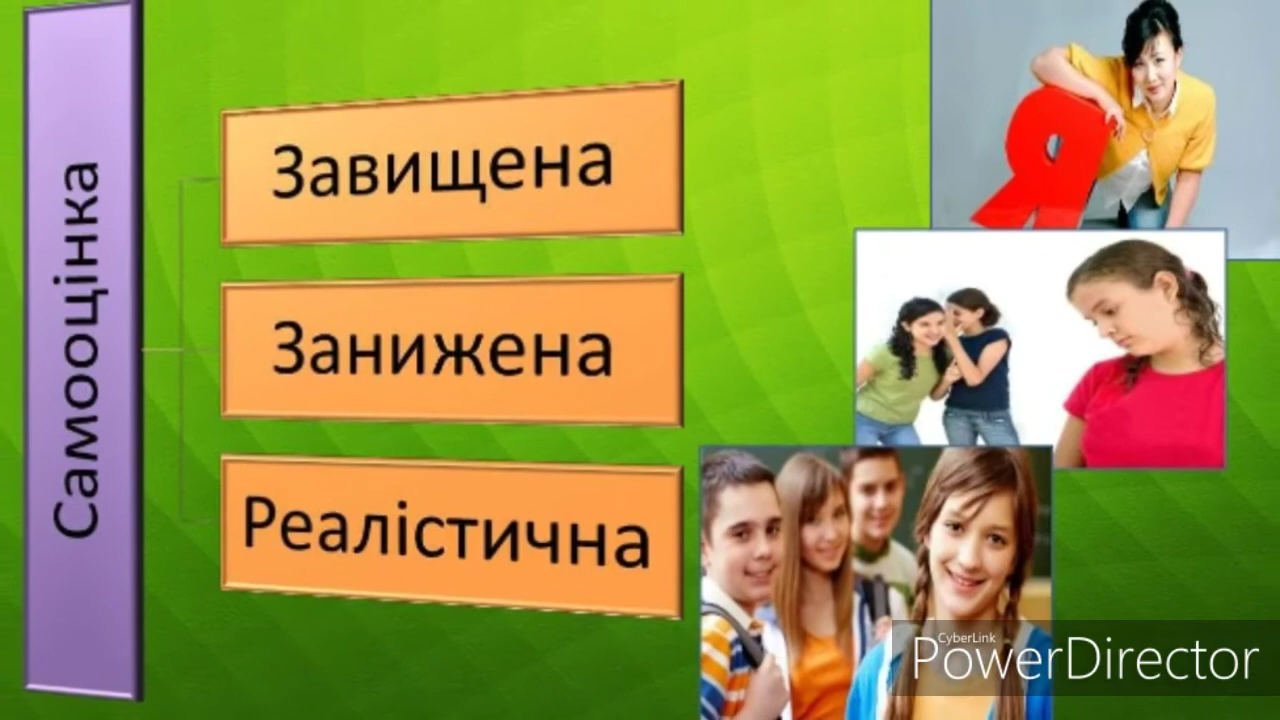 Самооцінка
Завищена
Занижена
Реалістична
Я
CyberLink
PowerDirector